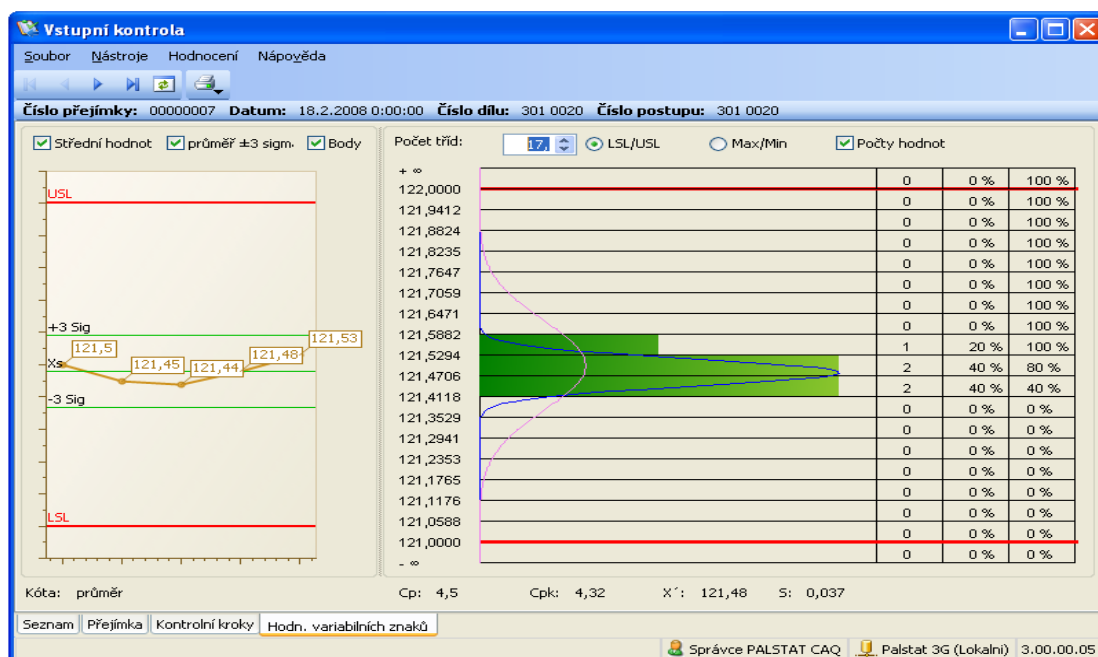 Vstupní kontrola
Soubor Nástroje Hodnocení Nápověda
Číslo přejímky: 00000007 Datum: 18.2.2008 0:00:00 Číslo dílu: 301 0020 Číslo postupu: 301 0020
Střední hodnot průměř ±3 sigm. Body
Počet tříd: 17, LSL/USL Max/Min Počty hodnot
USL
+3 Sig
Xs
-3 Sig
LSL
121,5
121,45
121,44
121,48
121,53
+ ∞
0 0 % 100 %
122,0000
0 0 % 100 %
121,9412
0 0 % 100 %
121,8824
0 0 % 100 %
121,8235
0 0 % 100 %
121,7647
0 0 % 100 %
121,7059
0 0 % 100 %
121,6471
0 0 % 100 %
121,5882
1 20 % 100 %
121,5294
2 40 % 80 %
121,4706
2 40 % 40 %
121,4118
0 0 % 0 %
121,3529
0 0 % 0 %
121,2941
0 0 % 0 %
121,2353
0 0 % 0 %
121,1765
0 0 % 0 %
121,1176
0 0 % 0 %
121,0588
0 0 % 0 %
121,0000
0 0 % 0 %
- ∞
Kóta: průměr Cp: 4,5 Cpk: 4,32 X´: 121,48 S: 0,037
Seznam Přejímka Kontrolní kroky Hodn. variabilních znaků
Správce PALSTAT CAQ Palstat 3G (Lokalni) 3.00.00.05